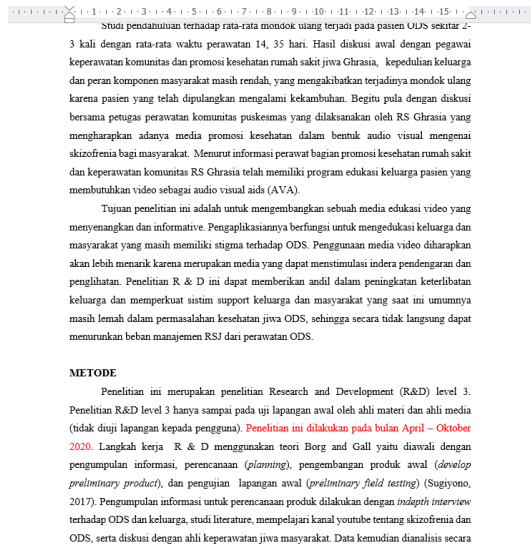 ·1·2·3·4·5·6·7·8·9·10·11·12·13·14·15·
Studi pendahuluan terhadap rata-rata mondok ulang terjadi pada pasien ODS sekitar 2-
3 kali dengan rata-rata waktu perawatan 14, 35 hari. Hasil diskusi awal dengan pegawai
keperawatan komunitas dan promosi kesehatan rumah sakit jiwa Ghrasia, kepedulian keluarga
dan peran komponen masyarakat masih rendah, yang mengakibatkan terjadinya mondok ulang
karena pasien yang telah dipulangkan mengalami kekambuhan. Begitu pula dengan diskusi
bersama petugas perawatan komunitas puskesmas yang dilaksanakan oleh RS Ghrasia yang
mengharapkan adanya media promosi kesehatan dalam bentuk audio visual mengenai
skizofrenia bagi masyarakat. Menurut informasi perawat bagian promosi kesehatan rumah sakit
dan keperawatan komunitas RS Ghrasia telah memiliki program edukasi keluarga pasien yang
membutuhkan video sebagai audio visual aids (AVA).
Tujuan penelitian ini adalah untuk mengembangkan sebuah media edukasi video yang
menyenangkan dan informative. Pengaplikasiannya berfungsi untuk mengedukasi keluarga dan
masyarakat yang masih memiliki stigma terhadap ODS. Penggunaan media video diharapkan
akan lebih menarik karena merupakan media yang dapat menstimulasi indera pendengaran dan
penglihatan. Penelitian R & D ini dapat memberikan andil dalam peningkatan keterlibatan
keluarga dan memperkuat sistim support keluarga dan masyarakat yang saat ini umumnya
masih lemah dalam permasalahan kesehatan jiwa ODS, sehingga secara tidak langsung dapat
menurunkan beban manajemen RSJ dari perawatan ODS.
METODE
Penelitian ini merupakan penelitian Research and Development (R&D) level 3.
Penelitian R&D level 3 hanya sampai pada uji lapangan awal oleh ahli materi dan ahli media
(tidak diuji lapangan kepada pengguna). Penelitian ini dilakukan pada bulan April – Oktober
2020. Langkah kerja R & D menggunakan teori Borg and Gall yaitu diawali dengan
pengumpulan informasi, perencanaan (planning), pengembangan produk awal (develop
preliminary product), dan pengujian lapangan awal (preliminary field testing) (Sugiyono,
2017). Pengumpulan informasi untuk perencanaan produk dilakukan dengan indepth interview
terhadap ODS dan keluarga, studi literature, mempelajari kanal youtube tentang skizofrenia dan
ODS, serta diskusi dengan ahli keperawatan jiwa masyarakat. Data kemudian dianalisis secara